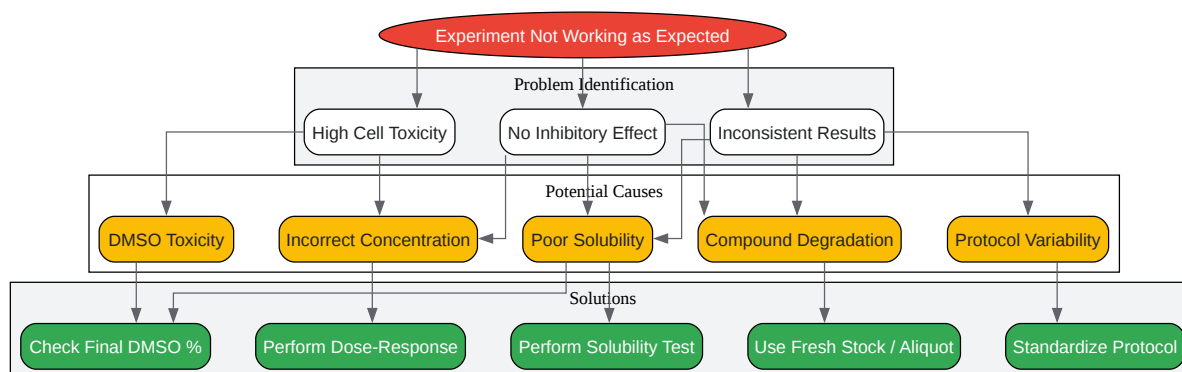 Experiment Not Working as Expected
Problem Identification
High Cell Toxicity
No Inhibitory Effect
Inconsistent Results
Potential Causes
DMSO Toxicity
Incorrect Concentration
Poor Solubility
Compound Degradation
Protocol Variability
Solutions
Check Final DMSO %
Perform Dose-Response
Perform Solubility Test
Use Fresh Stock / Aliquot
Standardize Protocol